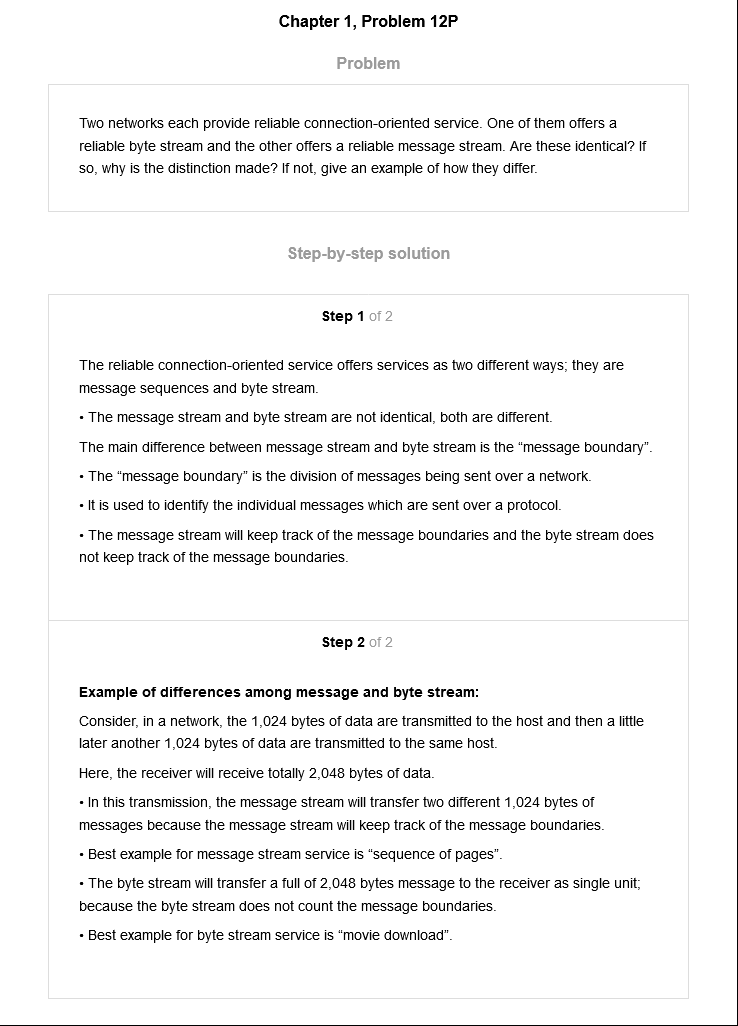 Chapter 1, Problem 12P
Problem
Two networks each provide reliable connection-oriented service. One of them offers a
reliable byte stream and the other offers a reliable message stream. Are these identical? If
so, why is the distinction made? If not, give an example of how they differ.
Step-by-step solution
Step 1 of 2
The reliable connection-oriented service offers services as two different ways; they are
message sequences and byte stream.
• The message stream and byte stream are not identical, both are different.
The main difference between message stream and byte stream is the “message boundary”.
• The “message boundary” is the division of messages being sent over a network.
• It is used to identify the individual messages which are sent over a protocol.
• The message stream will keep track of the message boundaries and the byte stream does
not keep track of the message boundaries.
Step 2 of 2
Example of differences among message and byte stream:
Consider, in a network, the 1,024 bytes of data are transmitted to the host and then a little
later another 1,024 bytes of data are transmitted to the same host.
Here, the receiver will receive totally 2,048 bytes of data.
• In this transmission, the message stream will transfer two different 1,024 bytes of
messages because the message stream will keep track of the message boundaries.
• Best example for message stream service is “sequence of pages”.
• The byte stream will transfer a full of 2,048 bytes message to the receiver as single unit;
because the byte stream does not count the message boundaries.
• Best example for byte stream service is “movie download”.